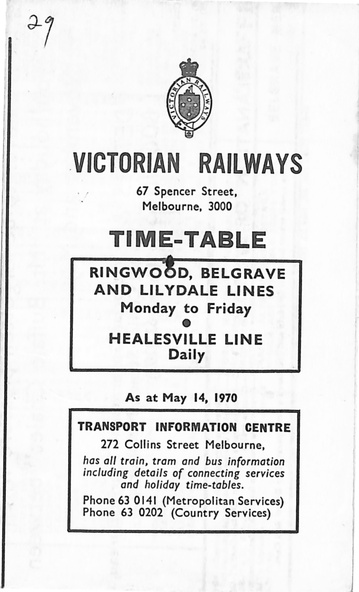 29
VICTORIAN RAILWAYS
VICTORIAN RAILWAYS
67 Spencer Street,
Melbourne, 3000
TIME-TABLE
RINGWOOD, BELGRAVE
AND LILYDALE LINES
Monday to Friday
●
HEALESVILLE LINE
Daily
As at May 14, 1970
TRANSPORT INFORMATION CENTRE
272 Collins Street Melbourne,
has all train, tram and bus information
including details of connecting services
and holiday time-tables.
Phone 63 0141 (Metropolitan Services)
Phone 63 0202 (Country Services)